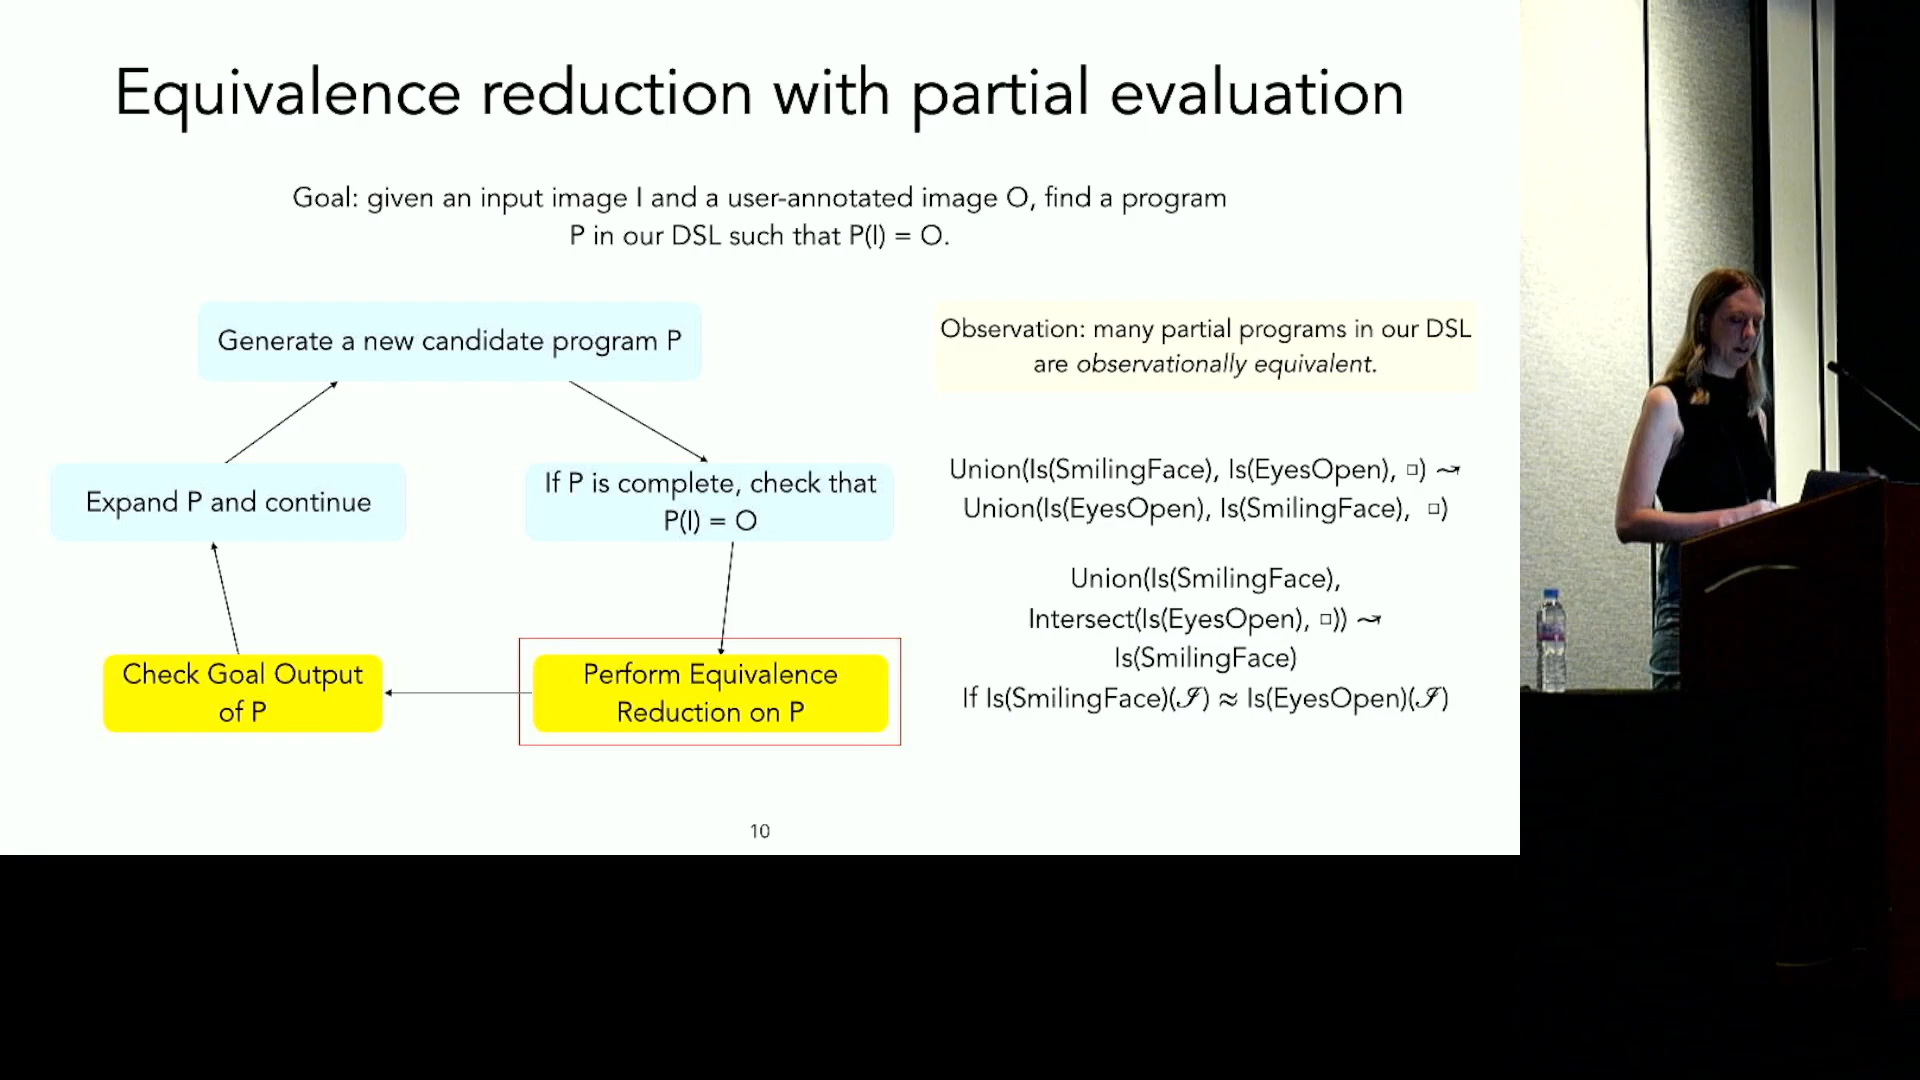 Equivalence reduction with partial evaluation
Goal: given an input image I and a user-annotated image O, find a program
P in our DSL such that P(I) = O.
Generate a new candidate program P
If P is complete, check that
P(I) = O
Expand P and continue
Perform Equivalence
Reduction on P
Check Goal Output
of P
Observation: many partial programs in our DSL
are observationally equivalent.
Union(Is(SmilingFace), Is(EyesOpen), □) ⤳
Union(Is(EyesOpen), Is(SmilingFace), □)
Union(Is(SmilingFace),
Intersect(Is(EyesOpen), □)) ⤳
Is(SmilingFace)
If Is(SmilingFace)(ℐ) ≈ Is(EyesOpen)(ℐ)
10